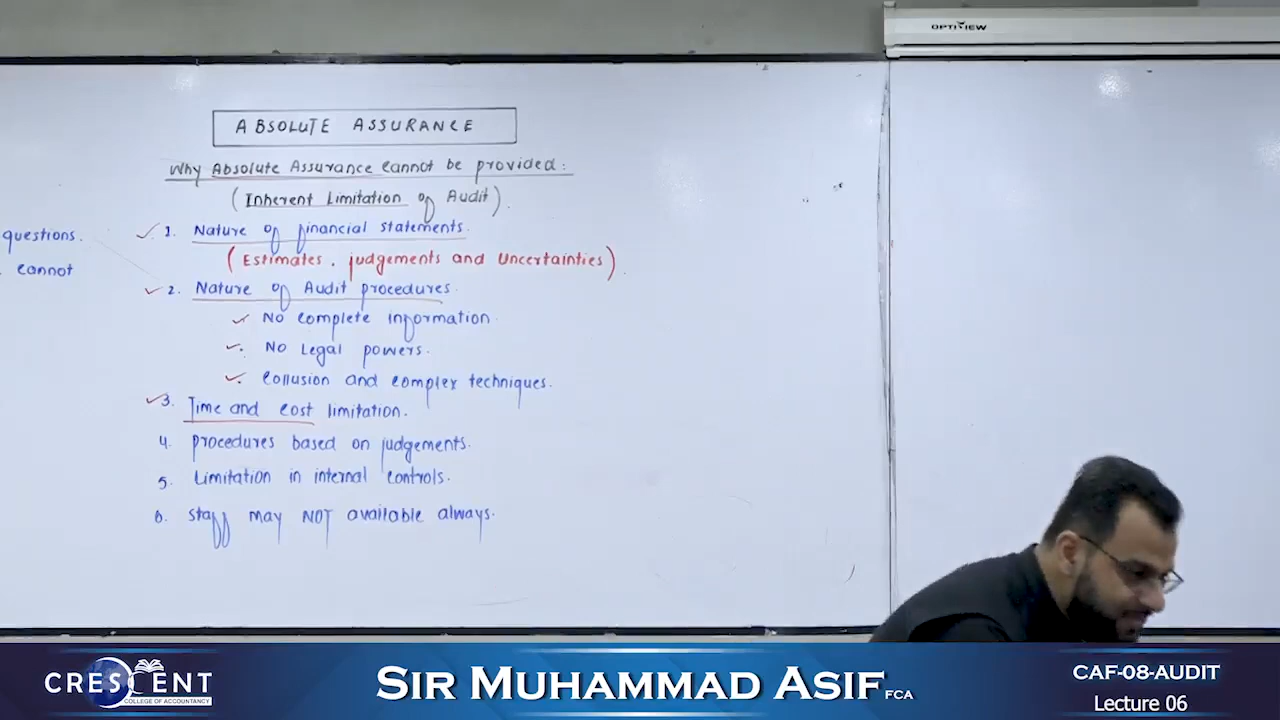 OPTIVIEW
ABSOLUTE ASSURANCE
Why Absolute Assurance cannot be provided:
(Inherent Limitation of Audit).
questions.
cannot
1. Nature of financial statements.
(Estimates, judgements and Uncertainties).
2. Nature of Audit procedures.
No complete information.
No Legal powers.
Collusion and complex techniques.
3. Time and cost limitation.
4. procedures based on judgements.
5. Limitation in internal controls.
6. staff may NOT available always.
CRESCENT
COLLEGE OF ACCOUNTANCY
SIR MUHAMMAD ASIF FCA
CAF-08-AUDIT
Lecture 06